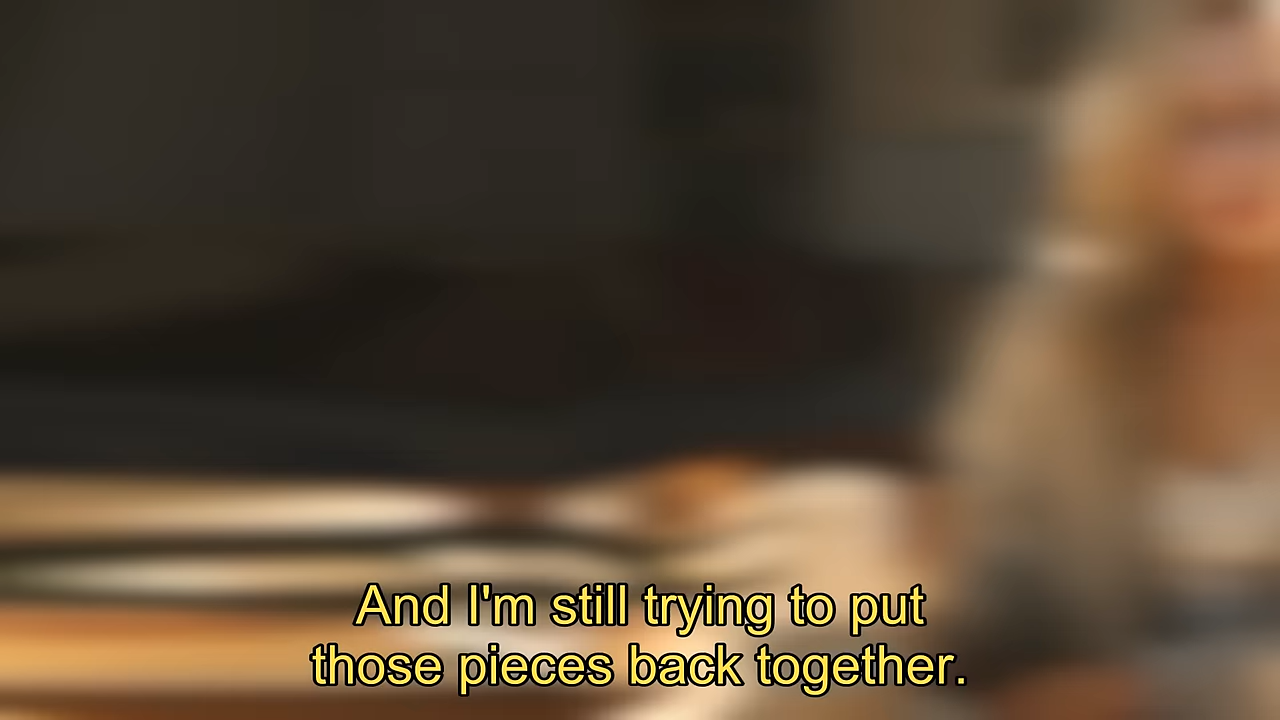 And I'm still trying to put
those pieces back together.